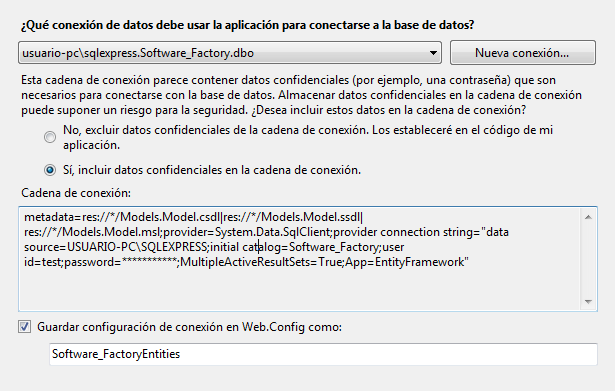 ¿Qué conexión de datos debe usar la aplicación para conectarse a la base de datos?
usuario-pc\sqlexpress.Software_Factory.dbo
Nueva conexión...
Esta cadena de conexión parece contener datos confidenciales (por ejemplo, una contraseña) que son
necesarios para conectarse con la base de datos. Almacenar datos confidenciales en la cadena de conexión
puede suponer un riesgo para la seguridad. ¿Desea incluir estos datos en la cadena de conexión?
No, excluir datos confidenciales de la cadena de conexión. Los estableceré en el código de mi
aplicación.
Sí, incluir datos confidenciales en la cadena de conexión.
Cadena de conexión:
metadata=res://*/Models.Model.csdl|res://*/Models.Model.ssdl|
res://*/Models.Model.msl;provider=System.Data.SqlClient;provider connection string="data
source=USUARIO-PC\SQLEXPRESS;initial catalog=Software_Factory;user
id=test;password=***********;MultipleActiveResultSets=True;App=EntityFramework"
Guardar configuración de conexión en Web.Config como:
Software_FactoryEntities